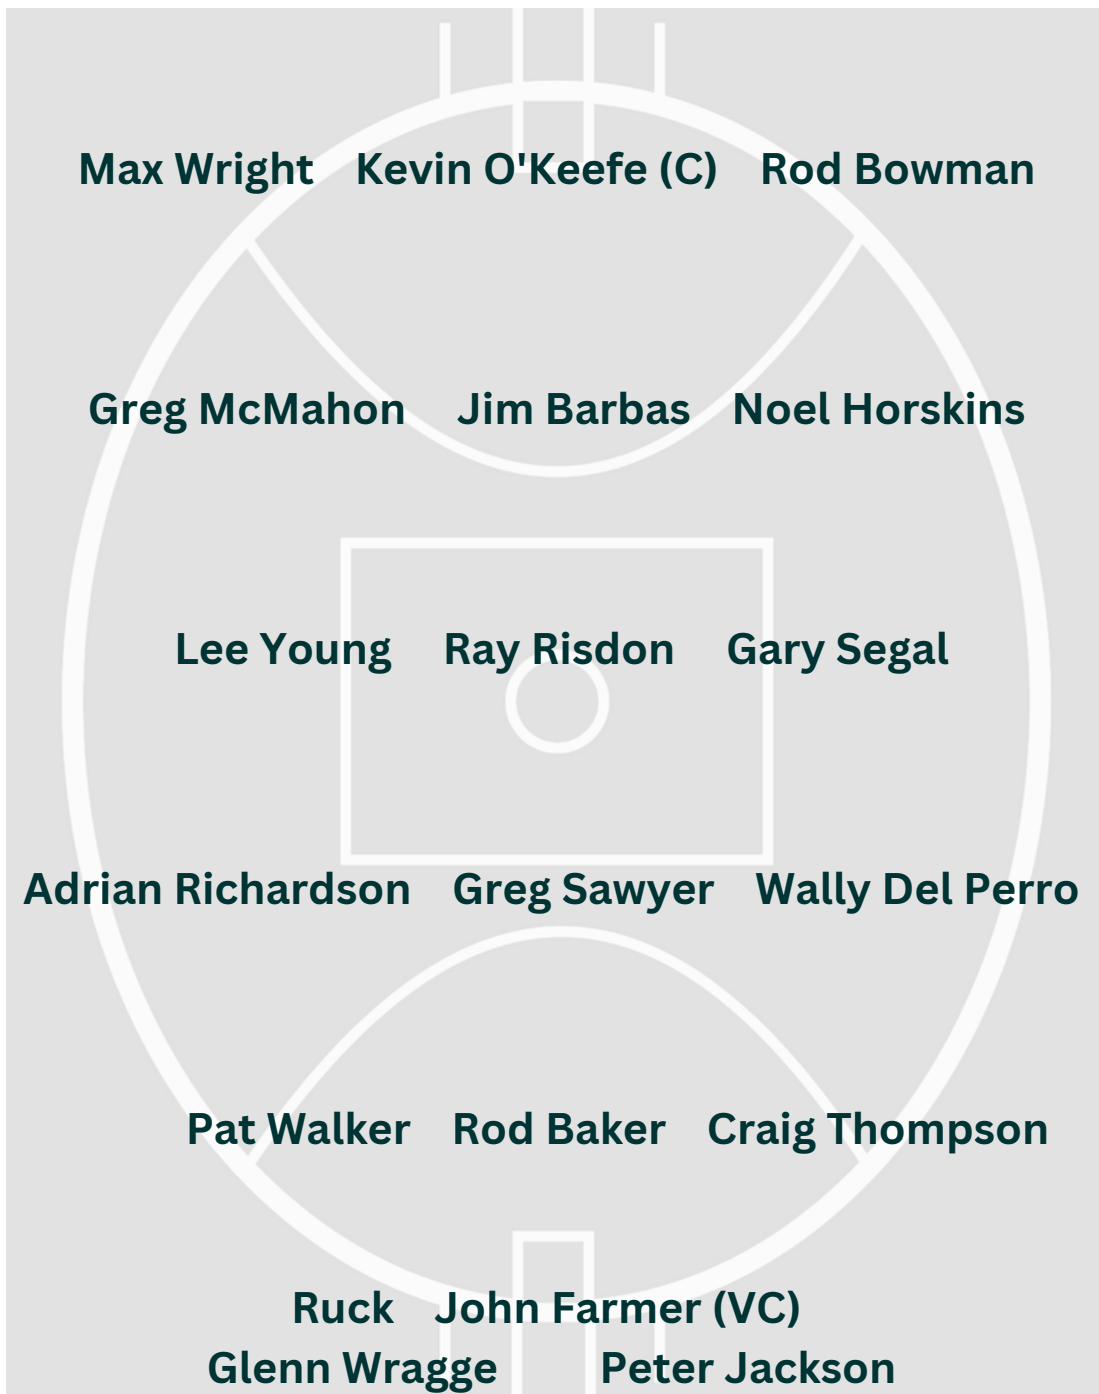 Max Wright Kevin O'Keefe (C) Rod Bowman
Greg McMahon Jim Barbas Noel Horskins
Lee Young Ray Risdon Gary Segal
Adrian Richardson Greg Sawyer Wally Del Perro
Pat Walker Rod Baker Craig Thompson
Ruck John Farmer (VC)
Glenn Wragge Peter Jackson